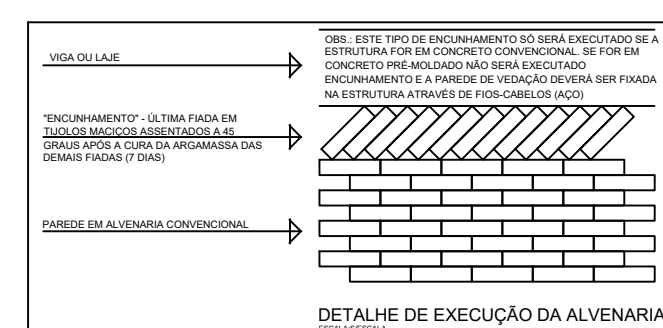 OBS.: ESTE TIPO DE ENCUNHAMENTO SÓ SERÁ EXECUTADO SE A
ESTRUTURA FOR EM CONCRETO CONVENCIONAL. SE FOR EM
CONCRETO PRÉ-MOLDADO NÃO SERÁ EXECUTADO
ENCUNHAMENTO E A PAREDE DE VEDAÇÃO DEVERÁ SER FIXADA
NA ESTRUTURA ATRAVÉS DE FIOS-CABELOS (AÇO)
VIGA OU LAJE
"ENCUNHAMENTO" - ÚLTIMA FIADA EM
TIJOLOS MACIÇOS ASSENTADOS A 45
GRAUS APÓS A CURA DA ARGAMASSA DAS
DEMAIS FIADAS (7 DIAS)
PAREDE EM ALVENARIA CONVENCIONAL
DETALHE DE EXECUÇÃO DA ALVENARIA